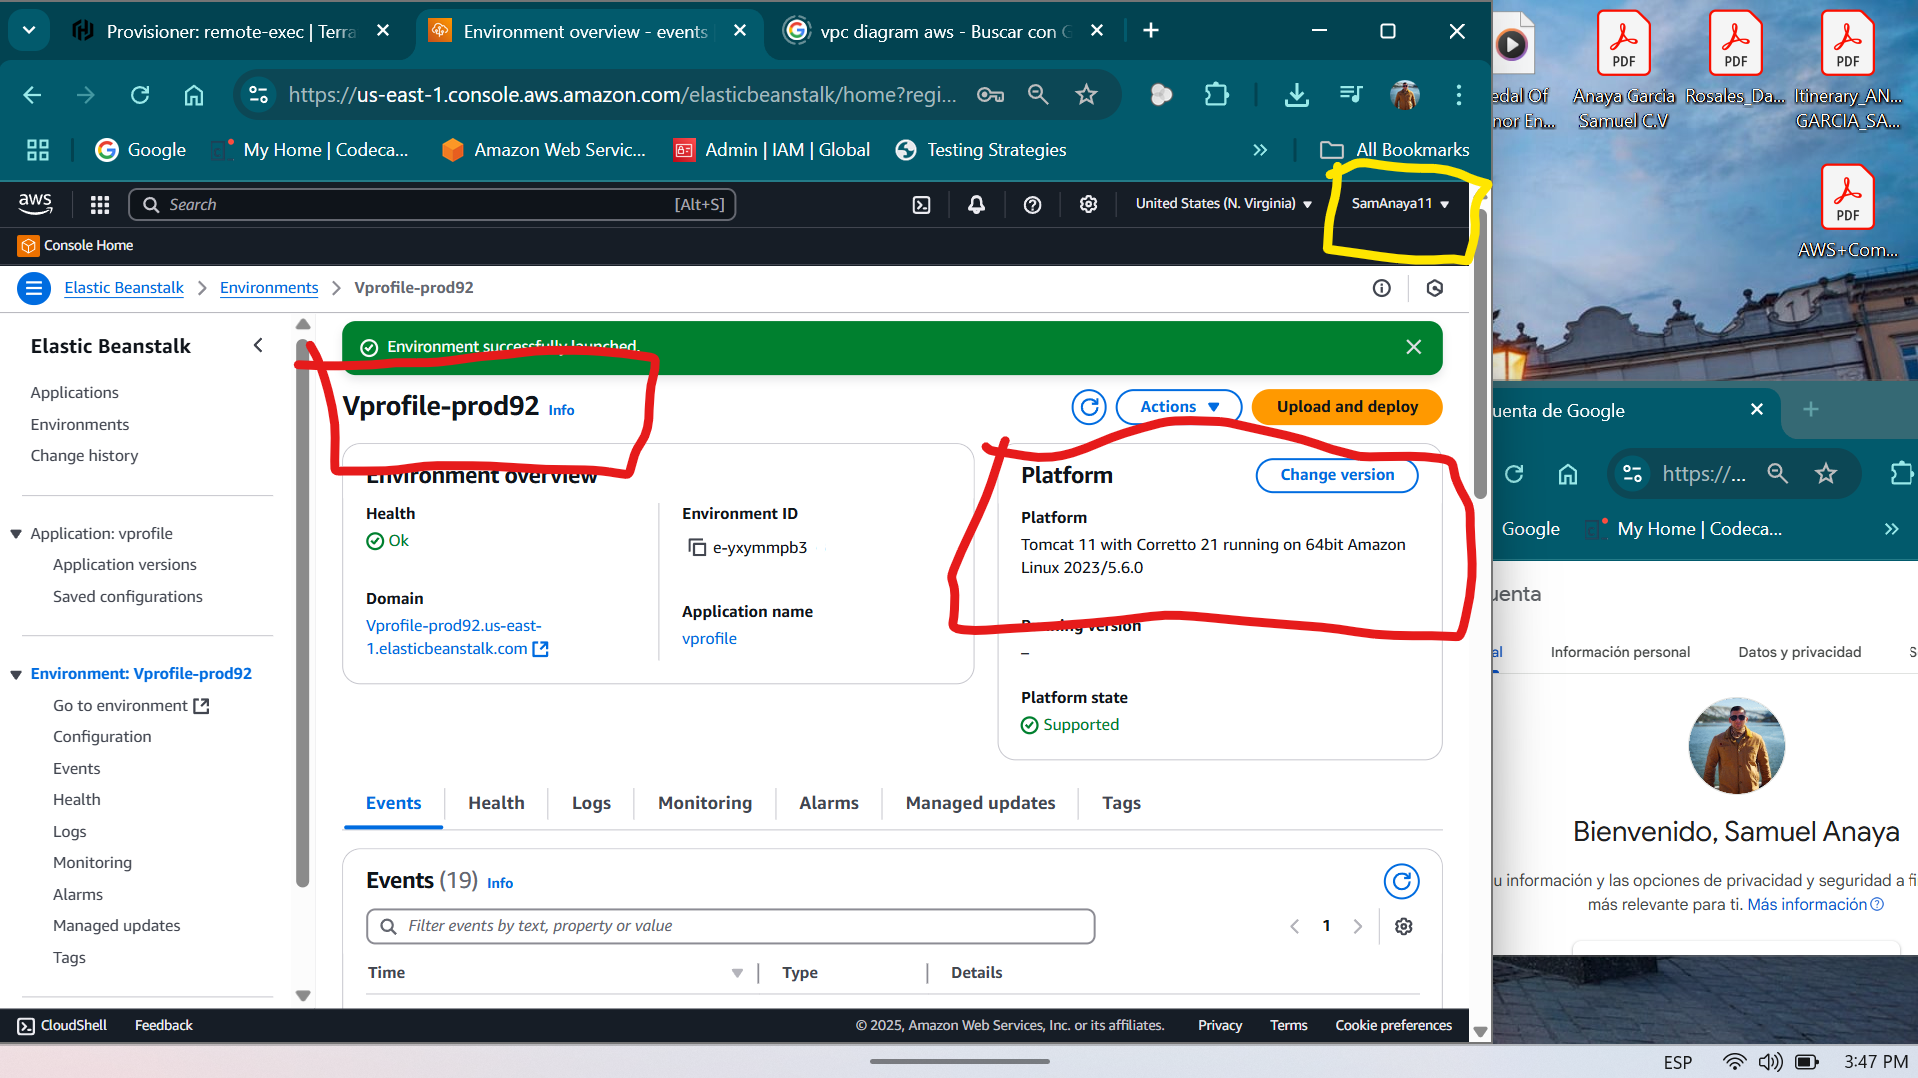 Provisioner: remote-exec | Terra
Environment overview - events
vpc diagram aws - Buscar con G
https://us-east-1.console.aws.amazon.com/elasticbeanstalk/home?regi...
Google
My Home | Codeca...
Amazon Web Servic...
Admin | IAM | Global
Testing Strategies
All Bookmarks
aws
Search
[Alt+S]
United States (N. Virginia)
SamAnaya11
Console Home
Elastic Beanstalk
Environments
Vprofile-prod92
Elastic Beanstalk
Applications
Environments
Change history
Application: vprofile
Application versions
Saved configurations
Environment: Vprofile-prod92
Go to environment
Configuration
Events
Health
Logs
Monitoring
Alarms
Managed updates
Tags
Environment successfully launched.
Vprofile-prod92 Info
Actions
Upload and deploy
Environment overview
Health
Ok
Domain
Vprofile-prod92.us-east-
1.elasticbeanstalk.com
Environment ID
e-yxymmpb3
Application name
vprofile
Platform
Change version
Platform
Tomcat 11 with Corretto 21 running on 64bit Amazon
Linux 2023/5.6.0
Running version
–
Platform state
Supported
Events
Health
Logs
Monitoring
Alarms
Managed updates
Tags
Events (19) Info
Filter events by text, property or value
1
Time
Type
Details
CloudShell
Feedback
© 2025, Amazon Web Services, Inc. or its affiliates.
Privacy
Terms
Cookie preferences
edal Of
nor En...
PDF
Anaya Garcia
Samuel C.V
PDF
Rosales_Da...
PDF
Itinerary_AN...
GARCIA_SA...
PDF
AWS+Com...
uenta de Google
https://...
Google
My Home | Codeca...
uenta
al
Información personal
Datos y privacidad
S
Bienvenido, Samuel Anaya
u información y las opciones de privacidad y seguridad a fi
más relevante para ti. Más información
ESP
3:47 PM